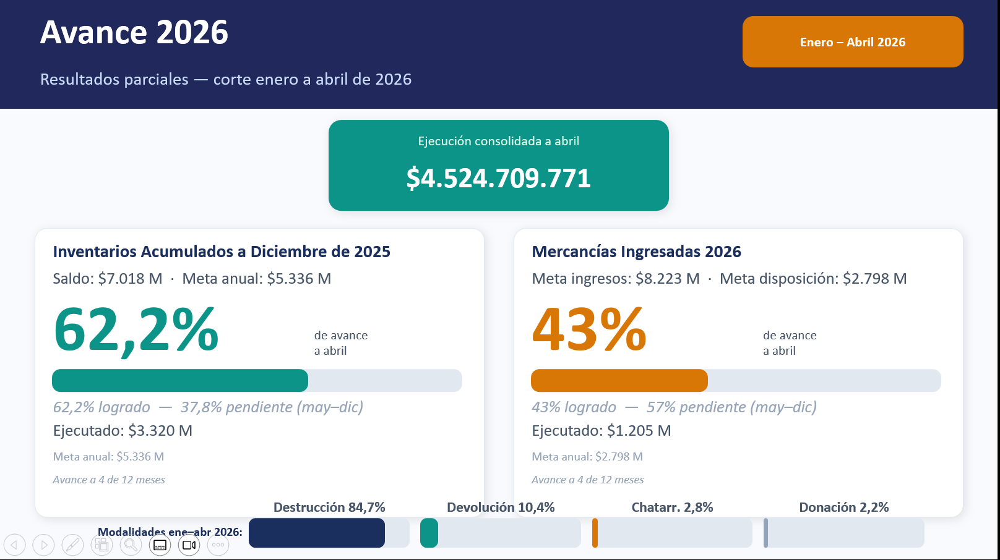 Avance 2026
Enero – Abril 2026
Resultados parciales — corte enero a abril de 2026
Ejecución consolidada a abril
$4.524.709.771
Inventarios Acumulados a Diciembre de 2025
Saldo: $7.018 M · Meta anual: $5.336 M
62,2%
de avance
a abril
62,2% logrado — 37,8% pendiente (may–dic)
Ejecutado: $3.320 M
Meta anual: $5.336 M
Avance a 4 de 12 meses
Mercancías Ingresadas 2026
Meta ingresos: $8.223 M · Meta disposición: $2.798 M
43%
de avance
a abril
43% logrado — 57% pendiente (may–dic)
Ejecutado: $1.205 M
Meta anual: $2.798 M
Avance a 4 de 12 meses
Modalidades ene–abr 2026:
Destrucción 84,7%
Devolución 10,4%
Chatarr. 2,8%
Donación 2,2%